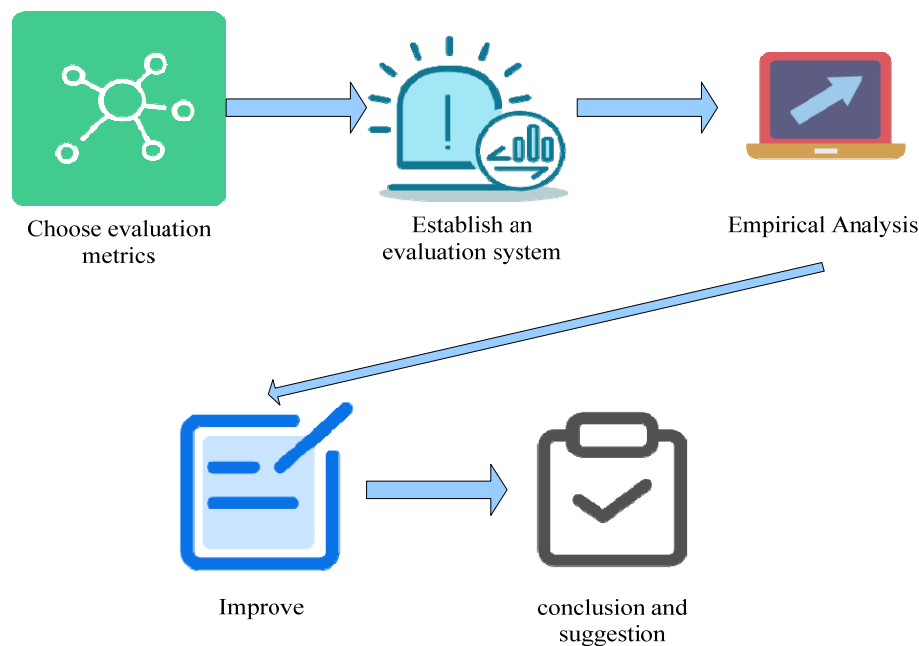 Choose evaluation
metrics
Establish an
evaluation system
Empirical Analysis
Improve
conclusion and
suggestion